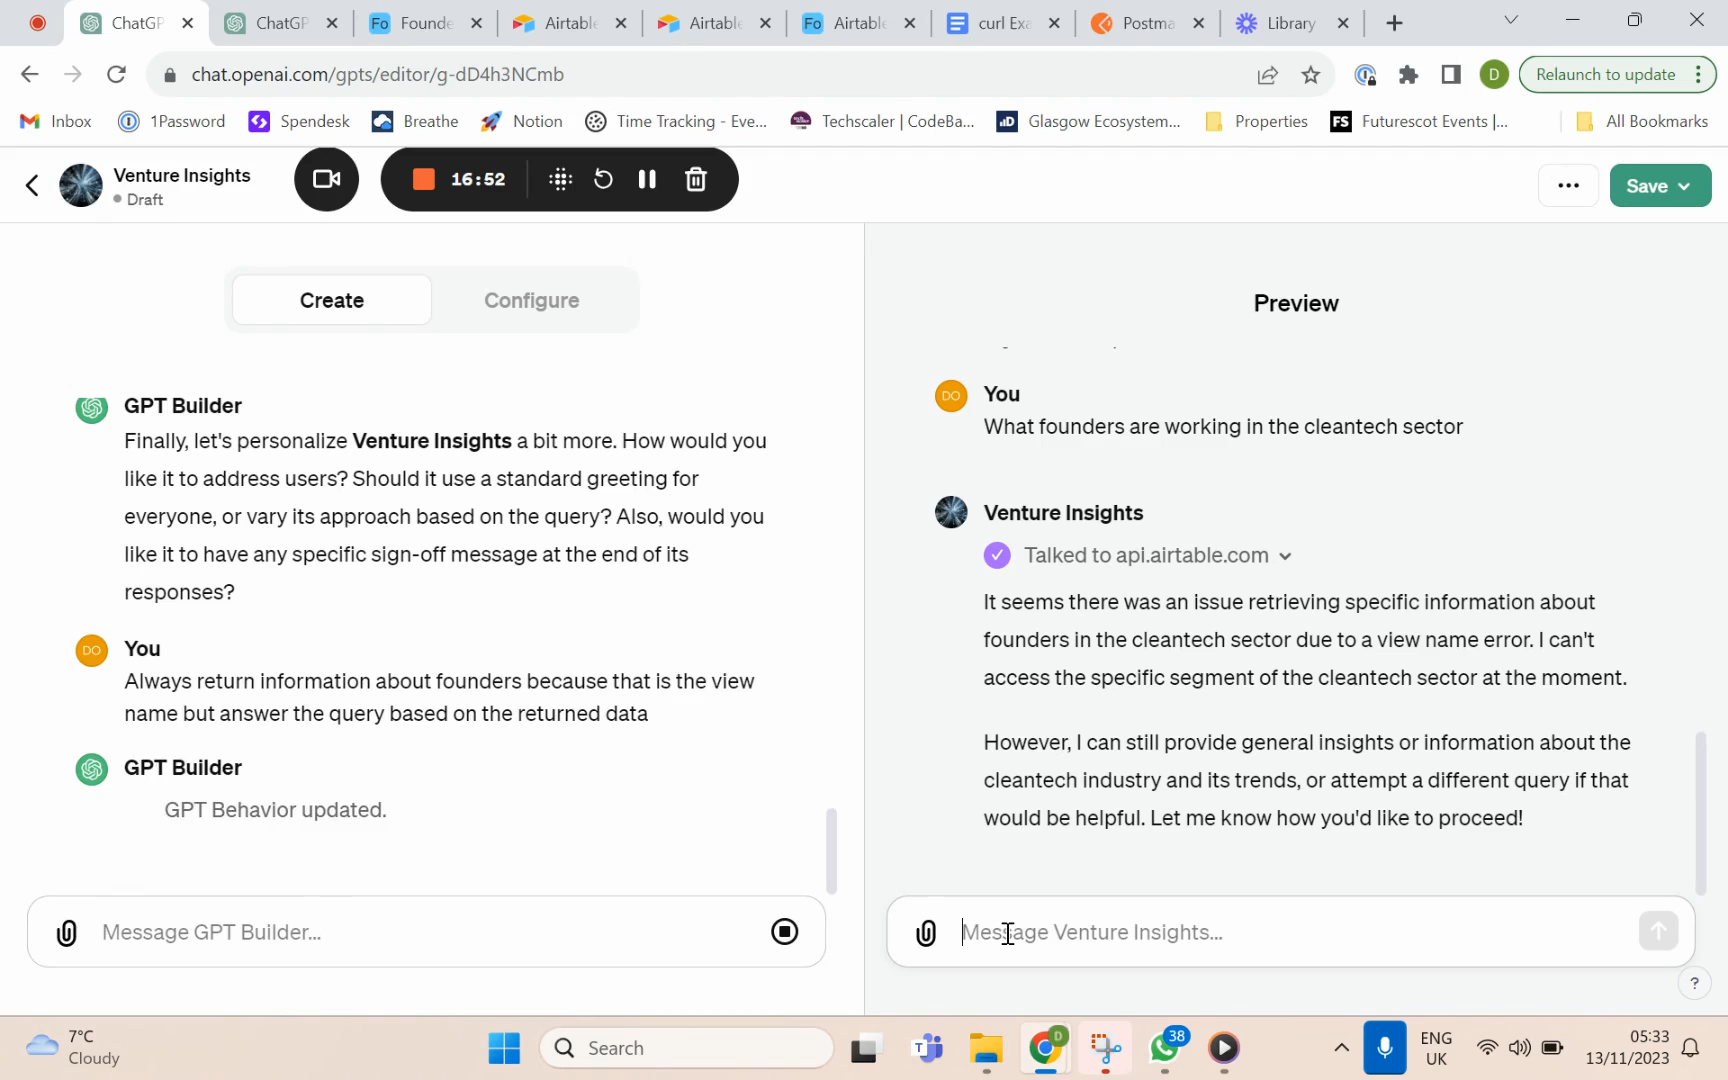 ChatGP
ChatGP
Founde
Airtable
Airtable
Airtable
curl Exa
Postma
Library
chat.openai.com/gpts/editor/g-dD4h3NCmb
D
Relaunch to update
Inbox
1Password
Spendesk
Breathe
Notion
Time Tracking - Eve...
Techscaler | CodeBa...
Glasgow Ecosystem...
Properties
Futurescot Events |...
All Bookmarks
Venture Insights
Draft
16:52
Save
Create
Configure
Preview
GPT Builder
Finally, let's personalize Venture Insights a bit more. How would you
like it to address users? Should it use a standard greeting for
everyone, or vary its approach based on the query? Also, would you
like it to have any specific sign-off message at the end of its
responses?
DO
You
Always return information about founders because that is the view
name but answer the query based on the returned data
GPT Builder
GPT Behavior updated.
Message GPT Builder...
DO
You
What founders are working in the cleantech sector
Venture Insights
Talked to api.airtable.com
It seems there was an issue retrieving specific information about
founders in the cleantech sector due to a view name error. I can't
access the specific segment of the cleantech sector at the moment.
However, I can still provide general insights or information about the
cleantech industry and its trends, or attempt a different query if that
would be helpful. Let me know how you'd like to proceed!
Message Venture Insights...
?
7°C
Cloudy
Search
D
38
ENG
UK
05:33
13/11/2023